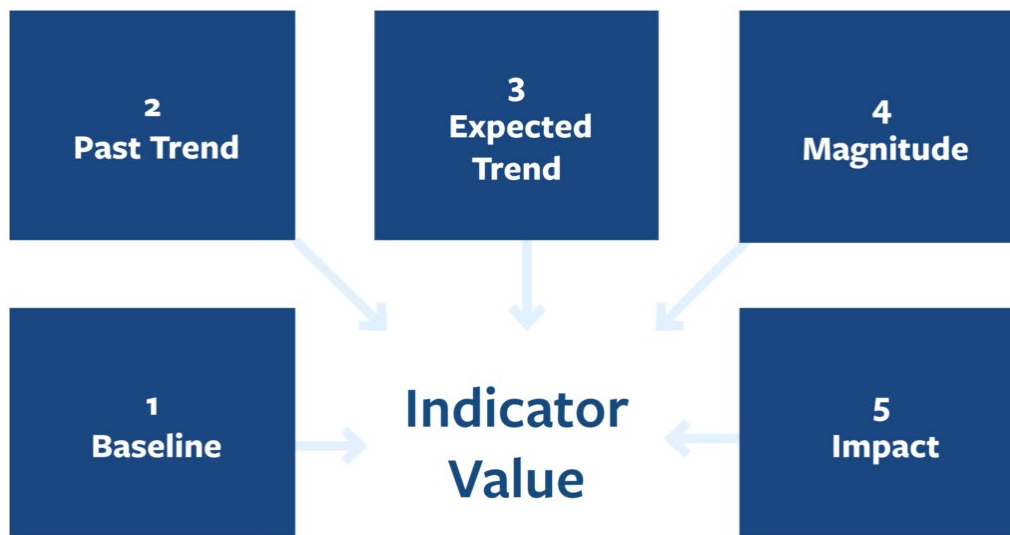 2
Past Trend
3
Expected
Trend
4
Magnitude
1
Baseline
Indicator
Value
5
Impact